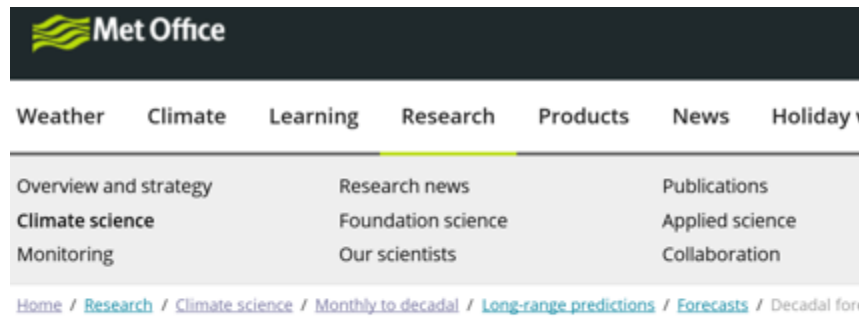 Met Office
Weather Climate Learning Research Products News Holiday
Overview and strategy Research news Publications
Climate science Foundation science Applied science
Monitoring Our scientists Collaboration
Home / Research / Climate science / Monthly to decadal / Long-range predictions / Forecasts / Decadal